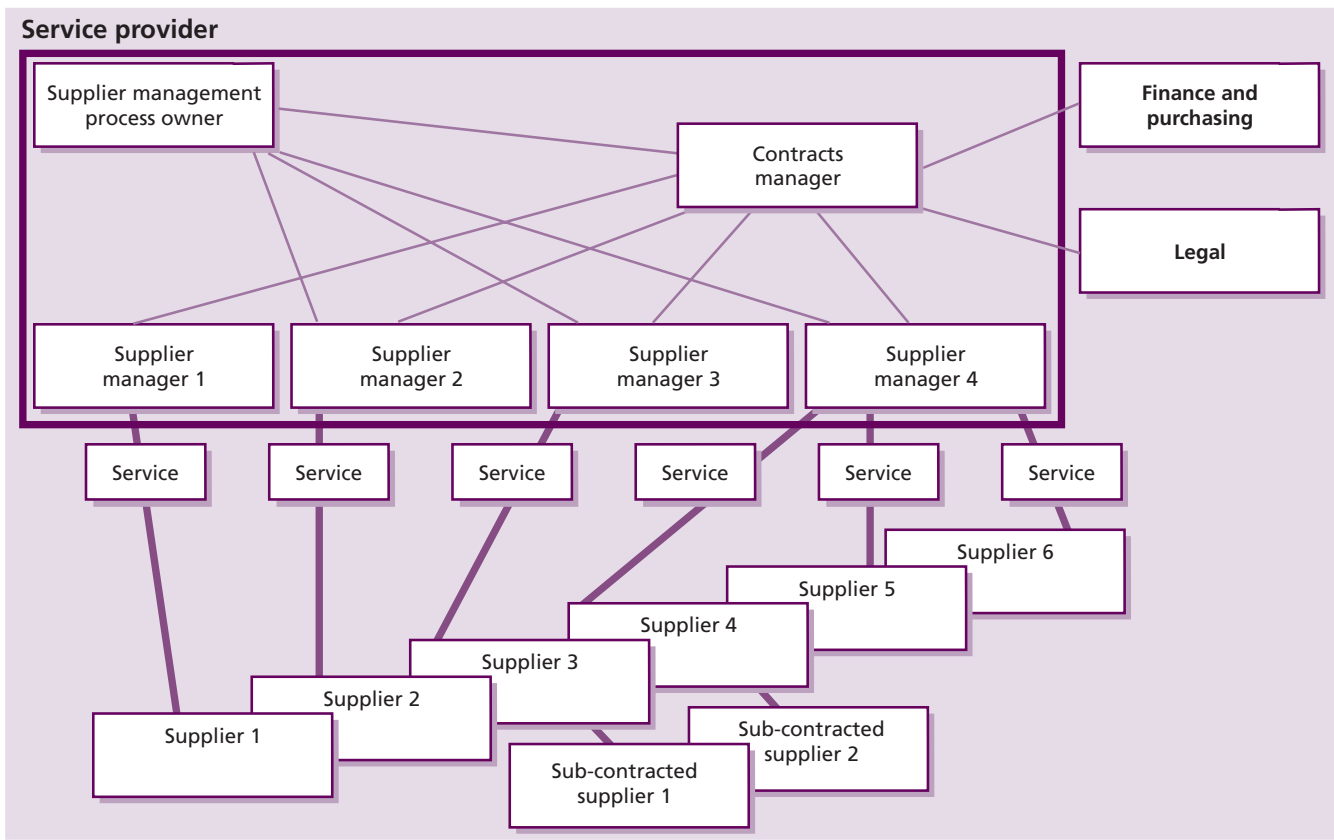 Service provider
Supplier management
process owner
Finance and
purchasing
Contracts
manager
Legal
Supplier
manager 1
Supplier
manager 2
Supplier
manager 3
Supplier
manager 4
Service
Service
Service
Service
Service
Service
Supplier 6
Supplier 5
Supplier 4
Supplier 3
Supplier 2
Supplier 1
Sub-contracted
supplier 2
Sub-contracted
supplier 1